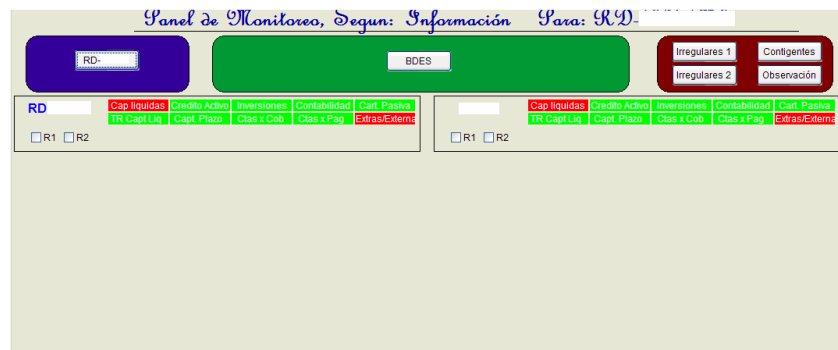 Panel de Monitoreo, Segun: Información Para: RD-
RD-
BDES
Irregulares 1 Contigentes
Irregulares 2 Observación
RD Cap liquidas Credito Activo Inversiones Contabilidad Cart. Pasiva
TR Capt Liq Capt. Plazo Ctas x Cob Ctas x Pag Extras/Externa
R1 R2
Cap liquidas Credito Activo Inversiones Contabilidad Cart. Pasiva
TR Capt Liq Capt. Plazo Ctas x Cob Ctas x Pag Extras/Externa
R1 R2